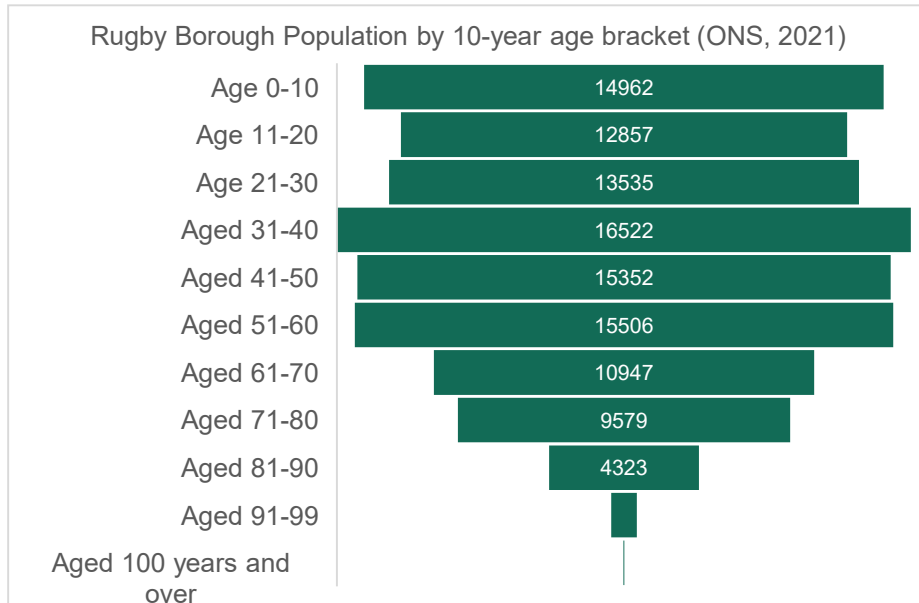 Rugby Borough Population by 10-year age bracket (ONS, 2021)
Age 0-10 14962
Age 11-20 12857
Age 21-30 13535
Aged 31-40 16522
Aged 41-50 15352
Aged 51-60 15506
Aged 61-70 10947
Aged 71-80 9579
Aged 81-90 4323
Aged 91-99
Aged 100 years and
over